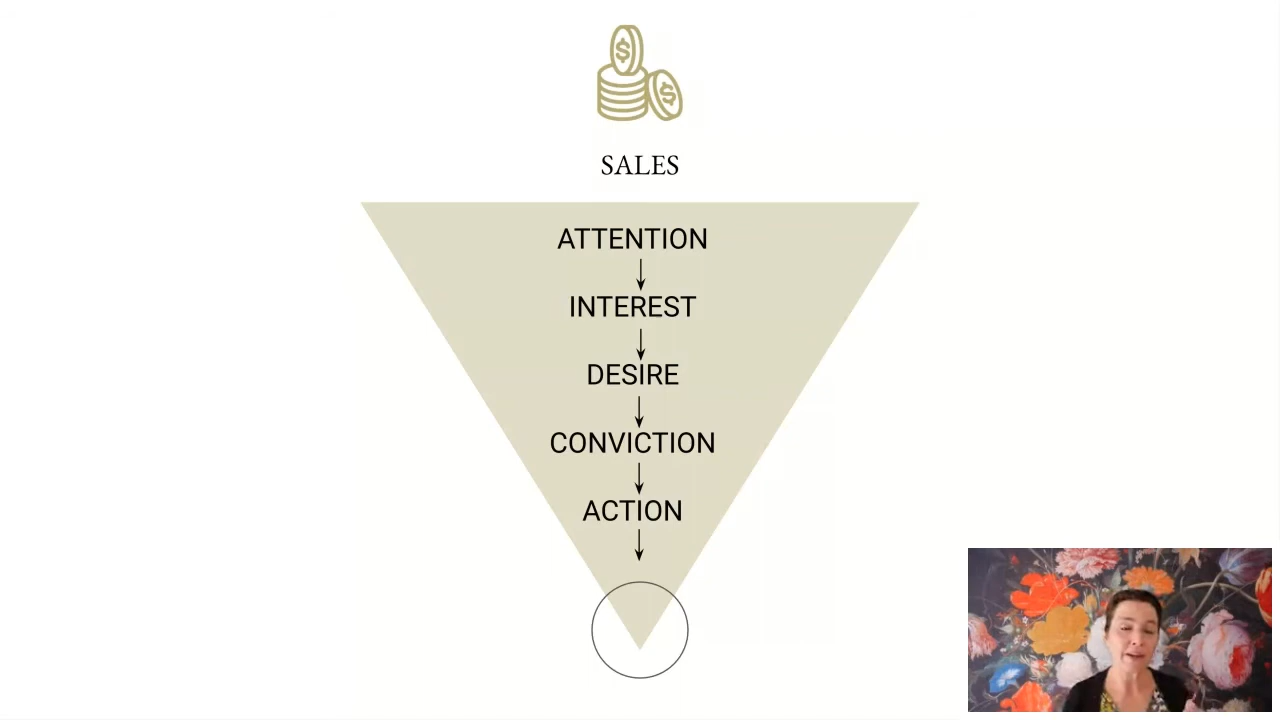 $
$
SALES
ATTENTION
INTEREST
DESIRE
CONVICTION
ACTION